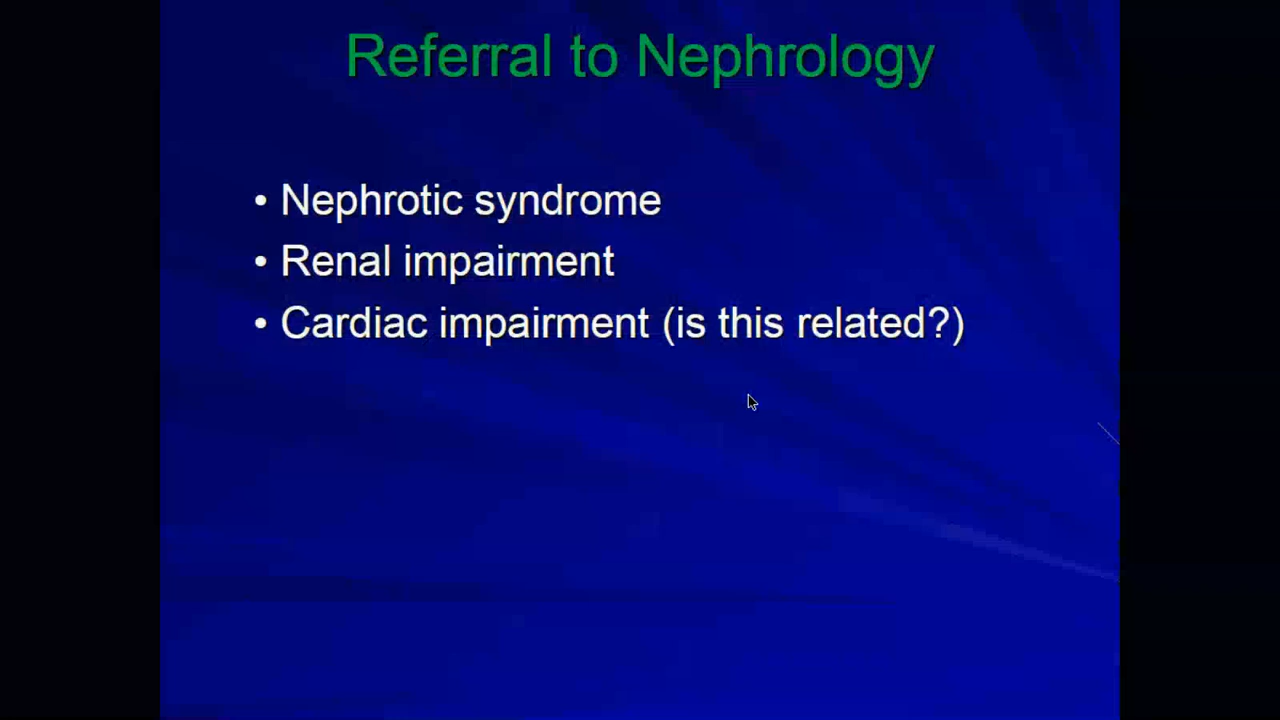 Referral to Nephrology
• Nephrotic syndrome
• Renal impairment
• Cardiac impairment (is this related?)